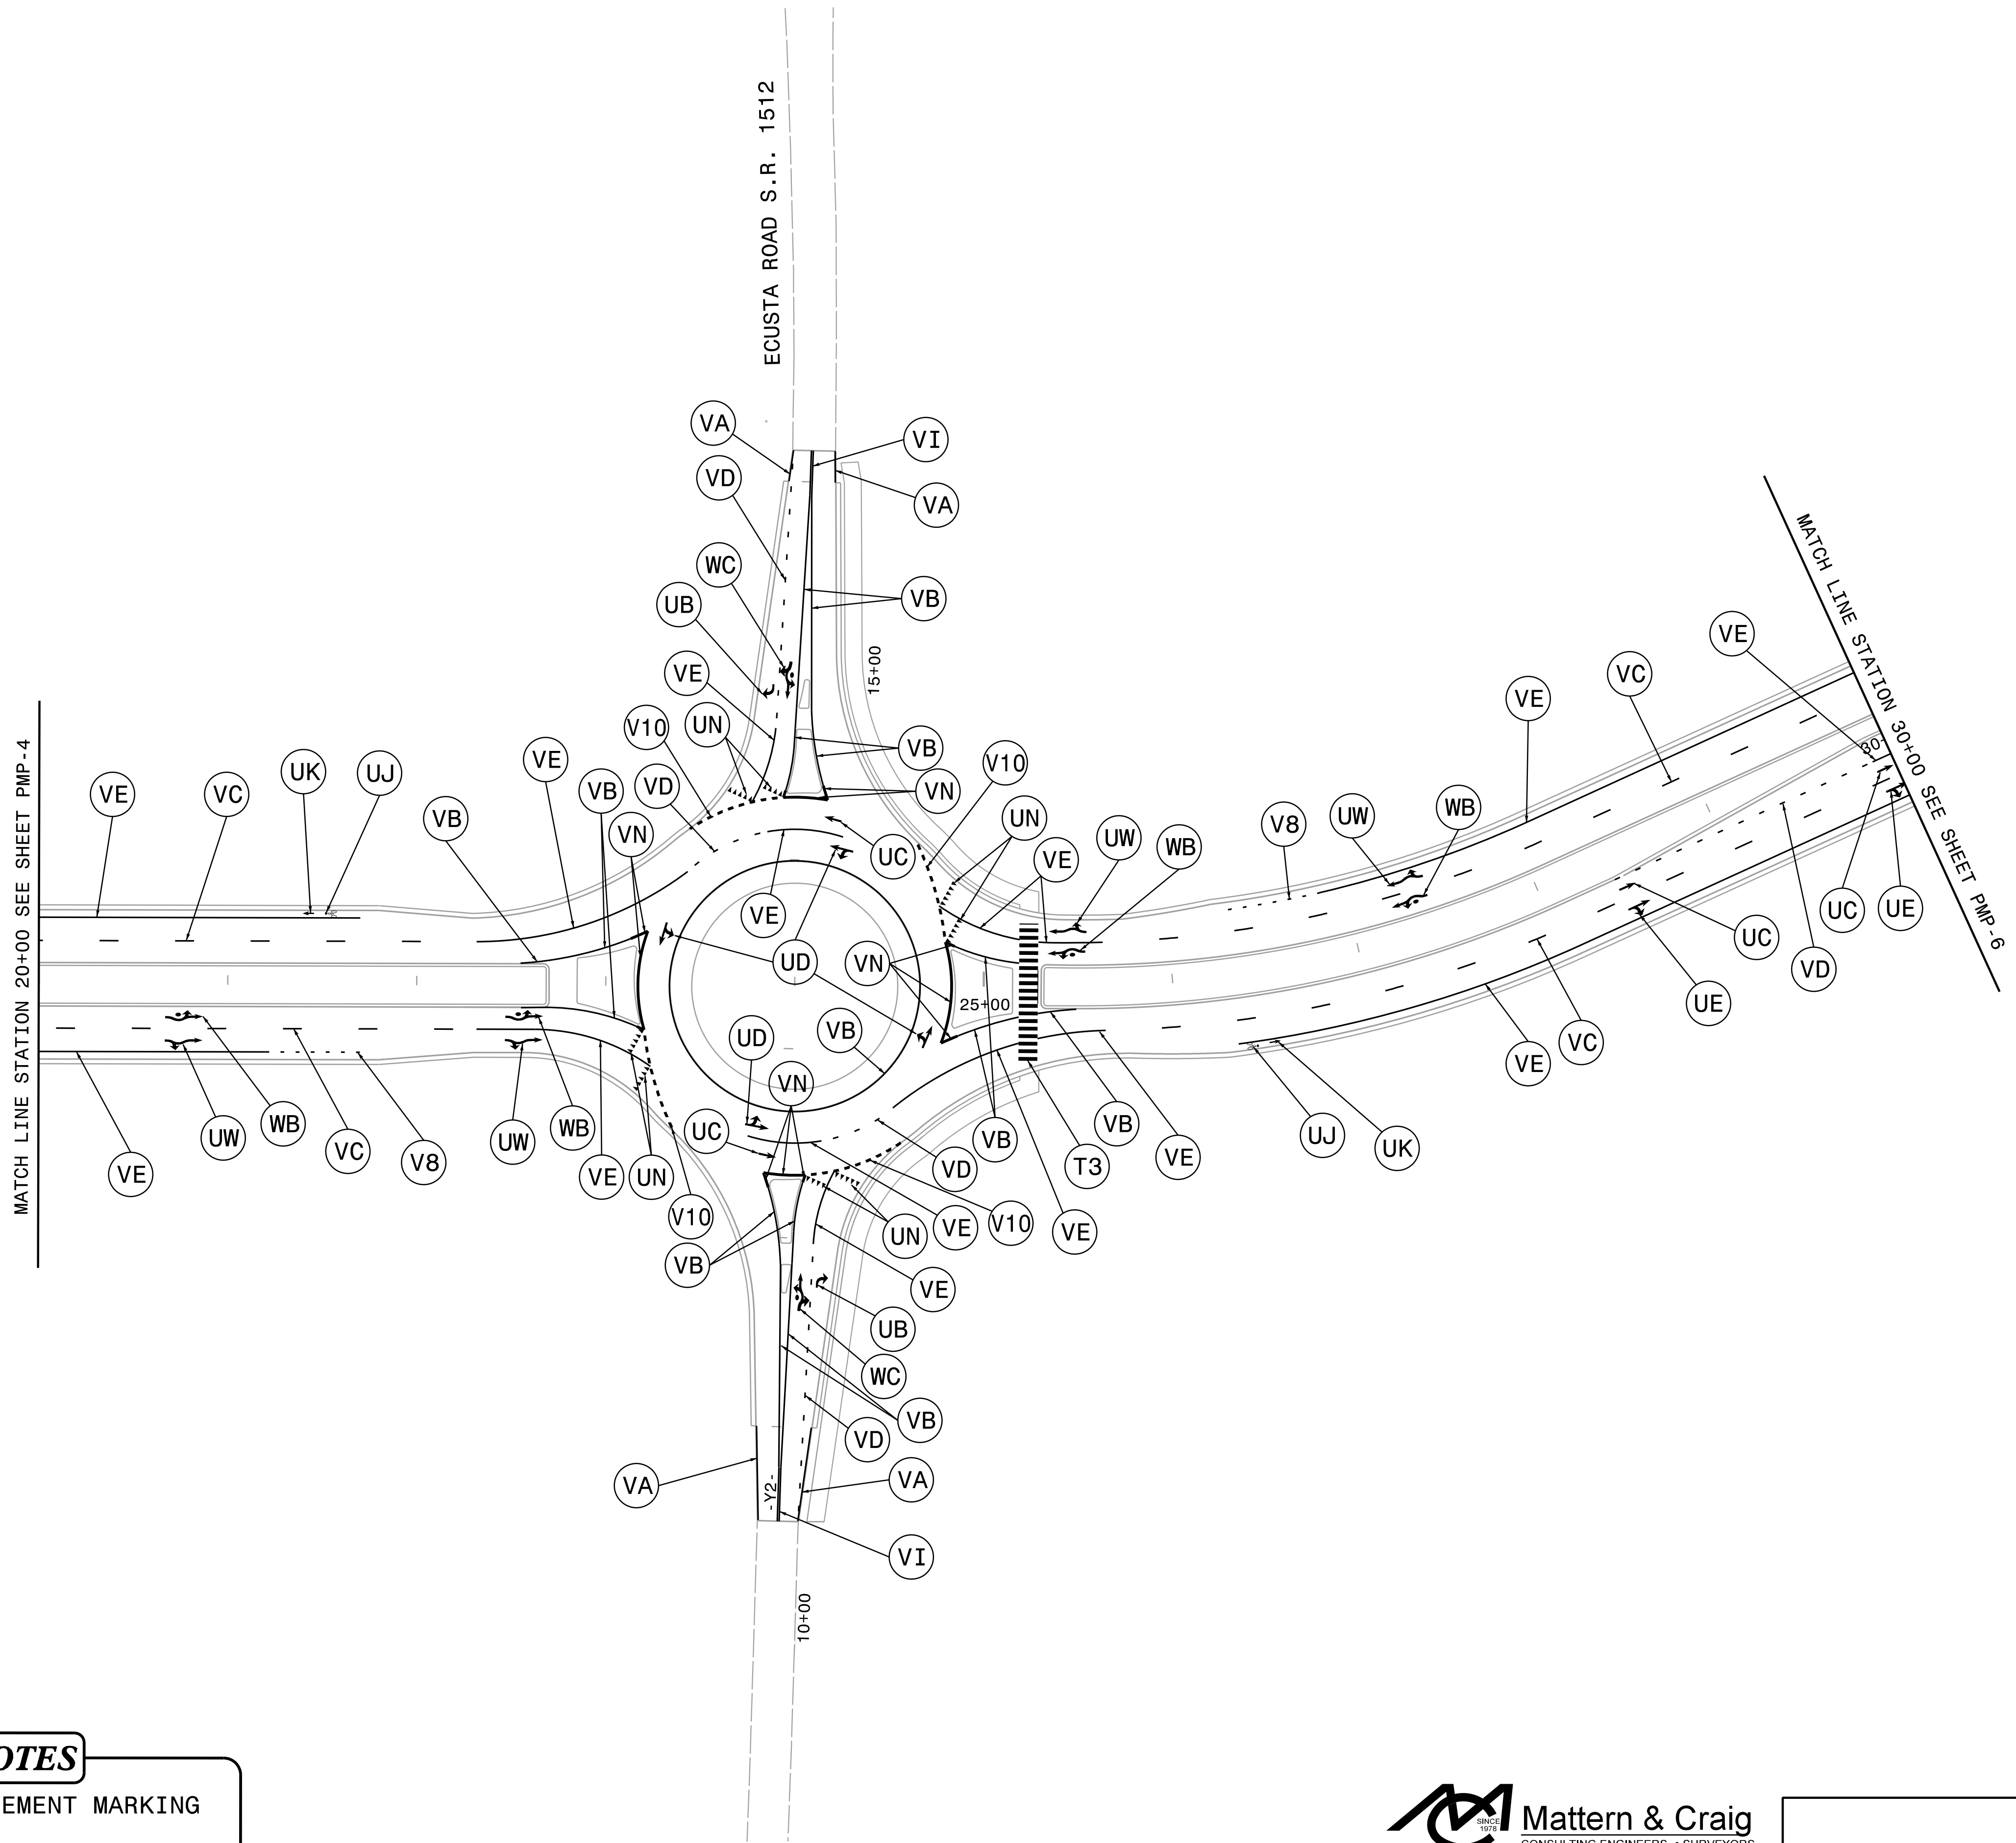 ECUSTA ROAD S.R. 1512
VA
VI
VD
VA
WC
UB
VB
VE
15+00
V10
UN
VB
VN
VD
V10
UN
UC
VE
UW
WB
VE
VC
UK
UJ
VE
VB
VN
VB
VE
UD
VN
25+00
V8
UW
WB
VE
VC
VE
30+
UC
UE
UC
VD
UE
VC
VE
MATCH LINE STATION 20+00 SEE SHEET PMP-4
MATCH LINE STATION 30+00 SEE SHEET PMP-6
VE
UW
WB
VC
V8
UW
WB
VE
UN
V10
UC
UD
VN
VB
VB
VD
VB
T3
VB
VE
UJ
UK
VE
V10
VE
UN
VE
UB
WC
VB
VD
VA
VA
-Y2-
VI
10+00
OTES
EMENT MARKING
SINCE
1978
Mattern & Craig
CONSULTING ENGINEERS • SURVEYORS